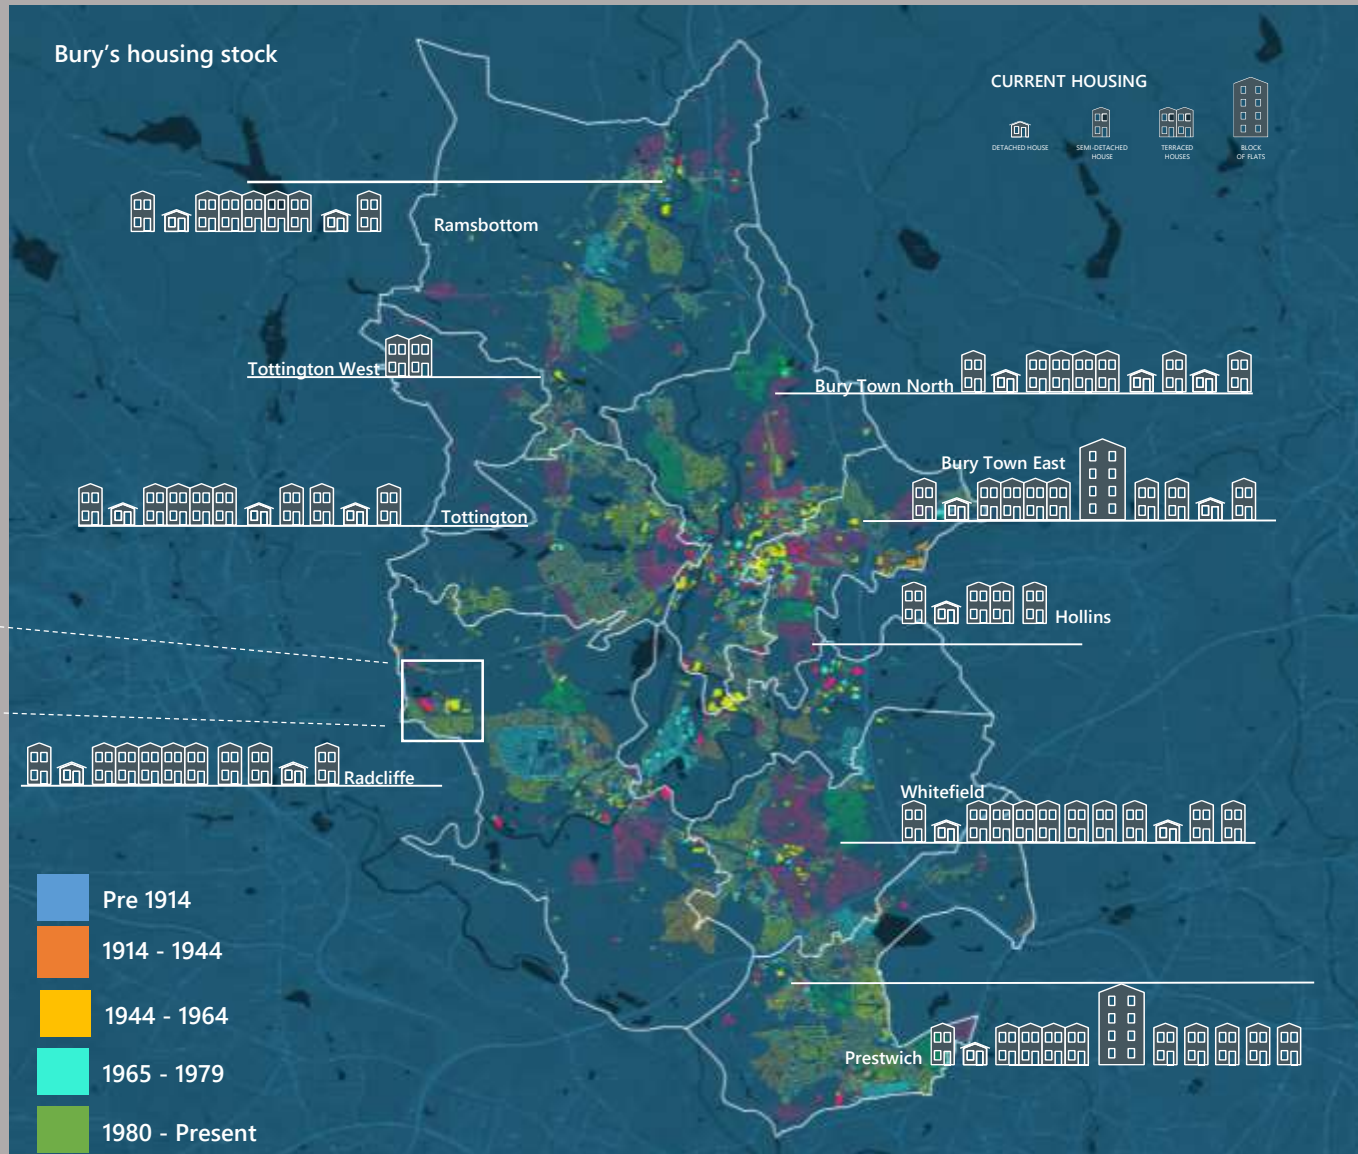 Bury’s housing stock
CURRENT HOUSING
DETACHED HOUSE
SEMI-DETACHED
HOUSE
TERRACED
HOUSES
BLOCK
OF FLATS
Ramsbottom
Tottington West
Bury Town North
Bury Town East
Tottington
Hollins
Radcliffe
Whitefield
Prestwich
Pre 1914
1914 - 1944
1944 - 1964
1965 - 1979
1980 - Present